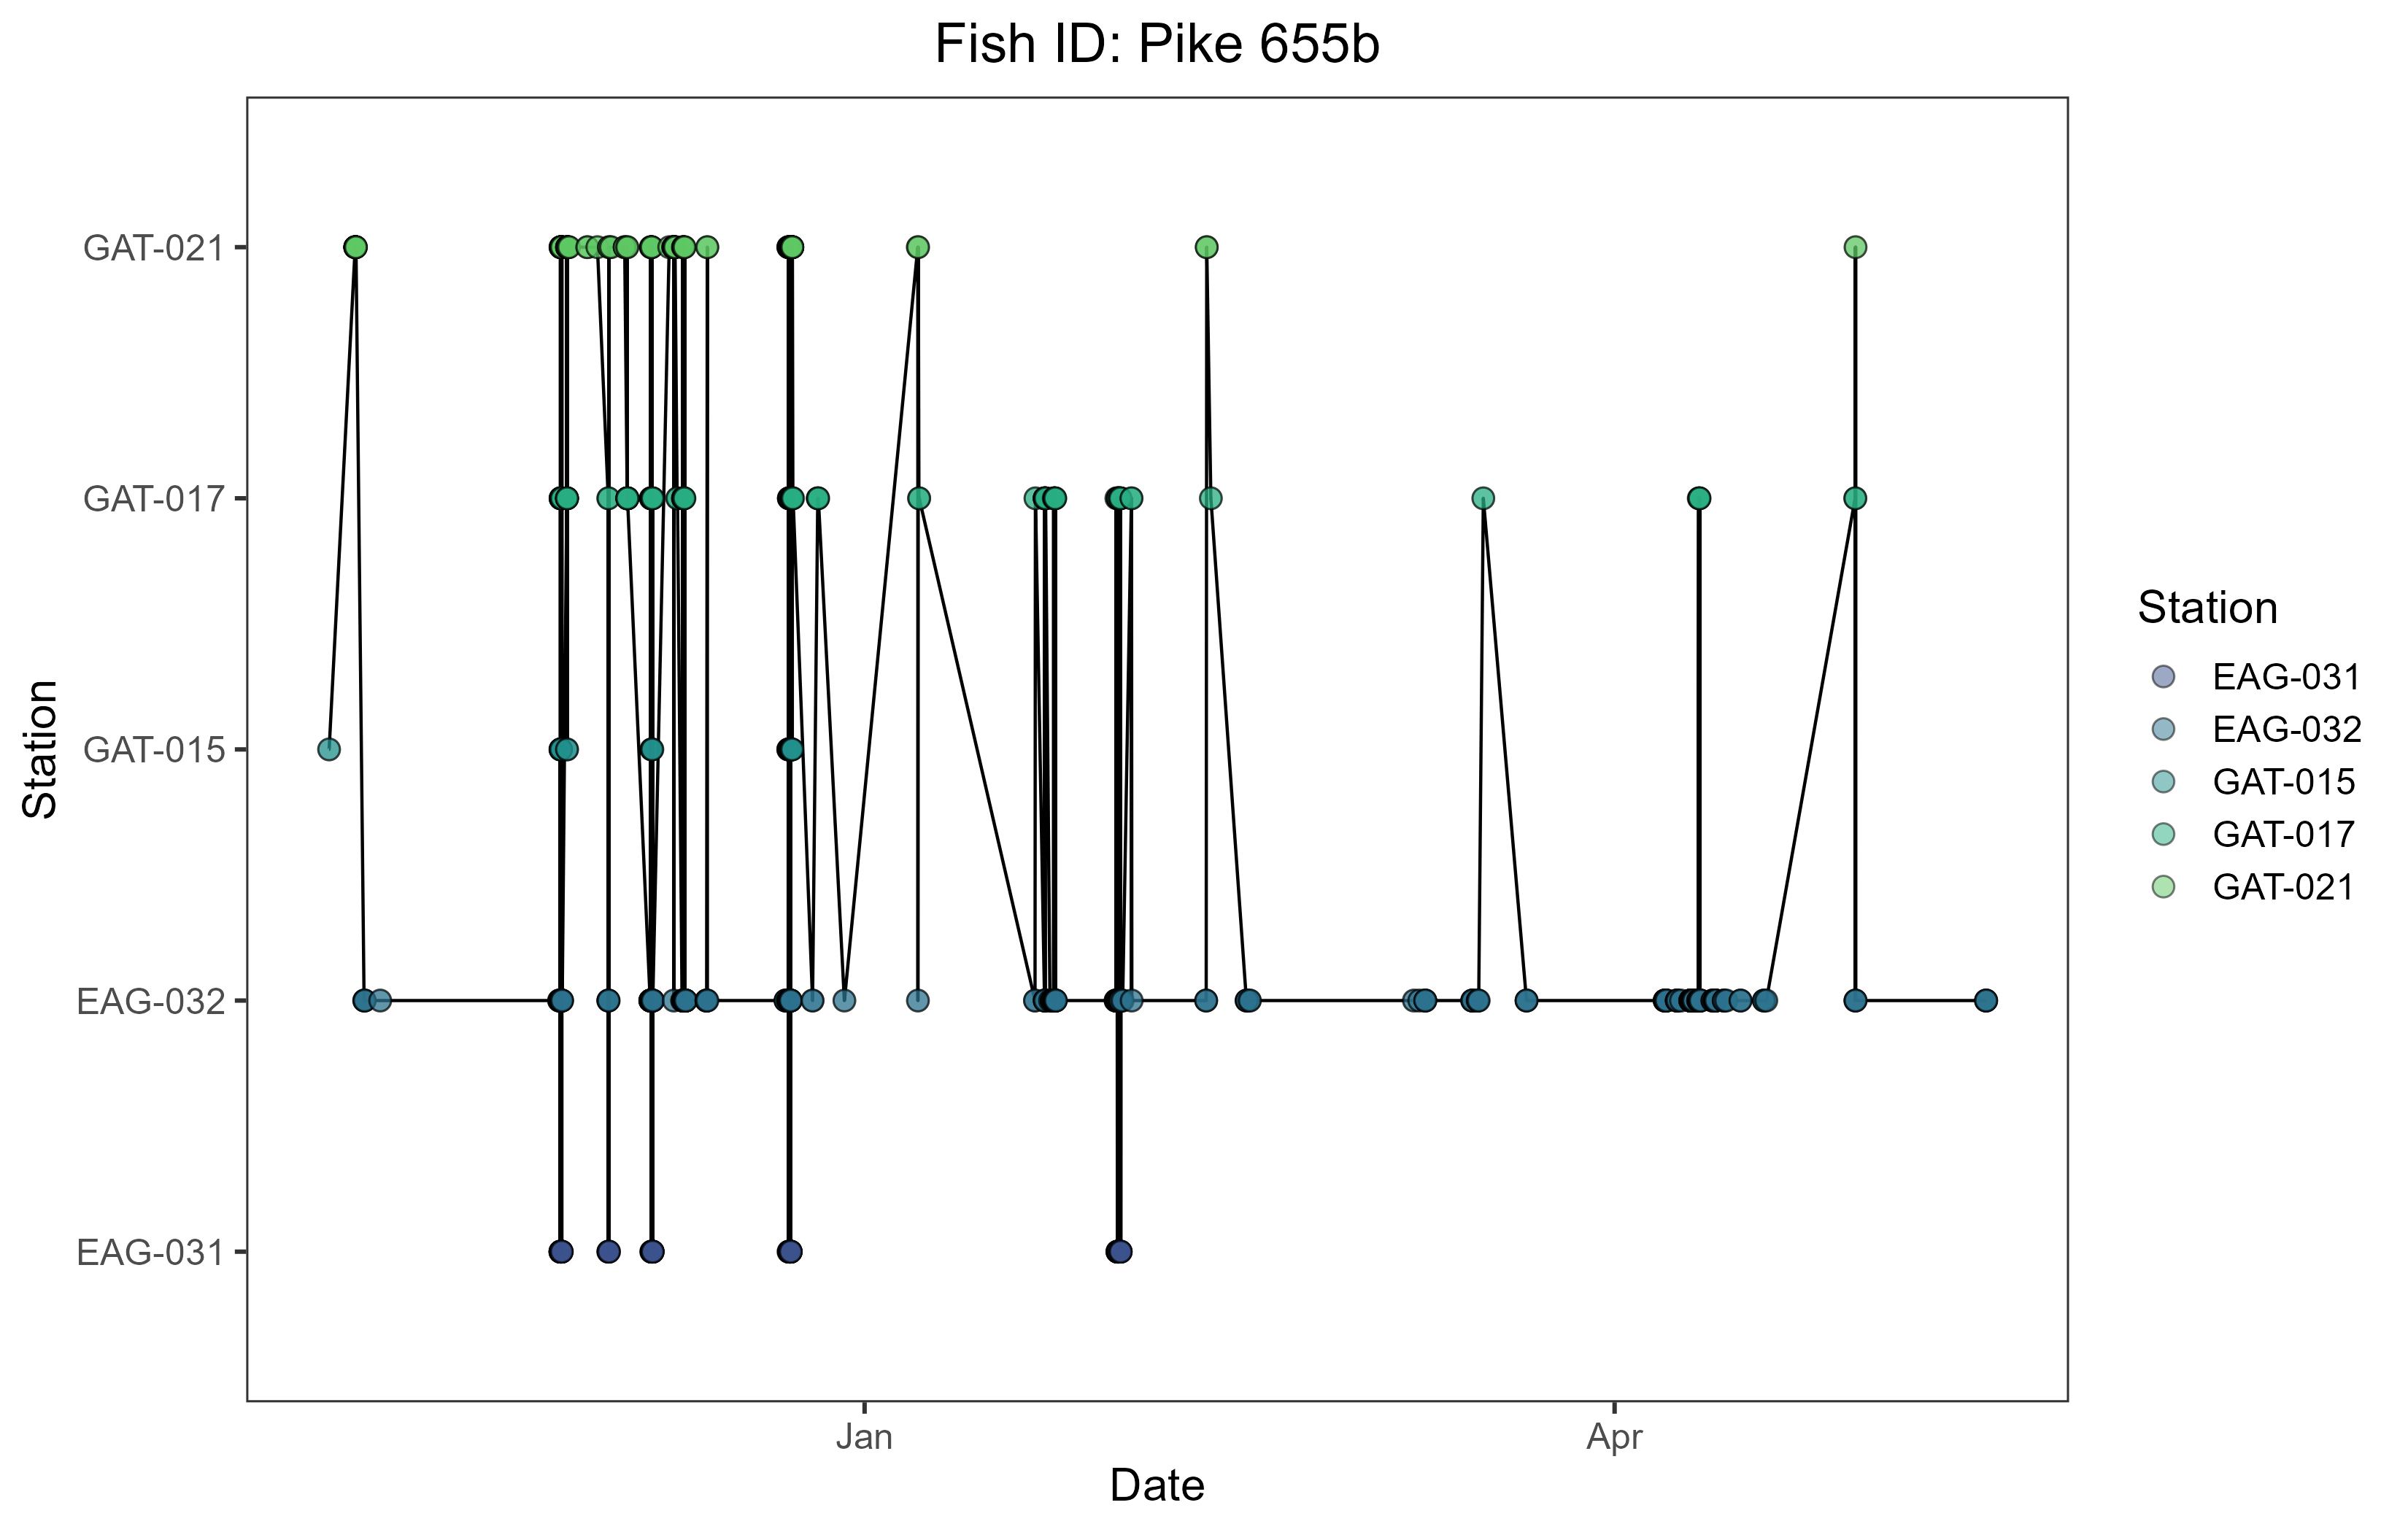 Fish ID: Pike 655b
GAT-021
GAT-017
GAT-015
EAG-032
EAG-031
Station
Jan
Apr
Date
Station
EAG-031
EAG-032
GAT-015
GAT-017
GAT-021